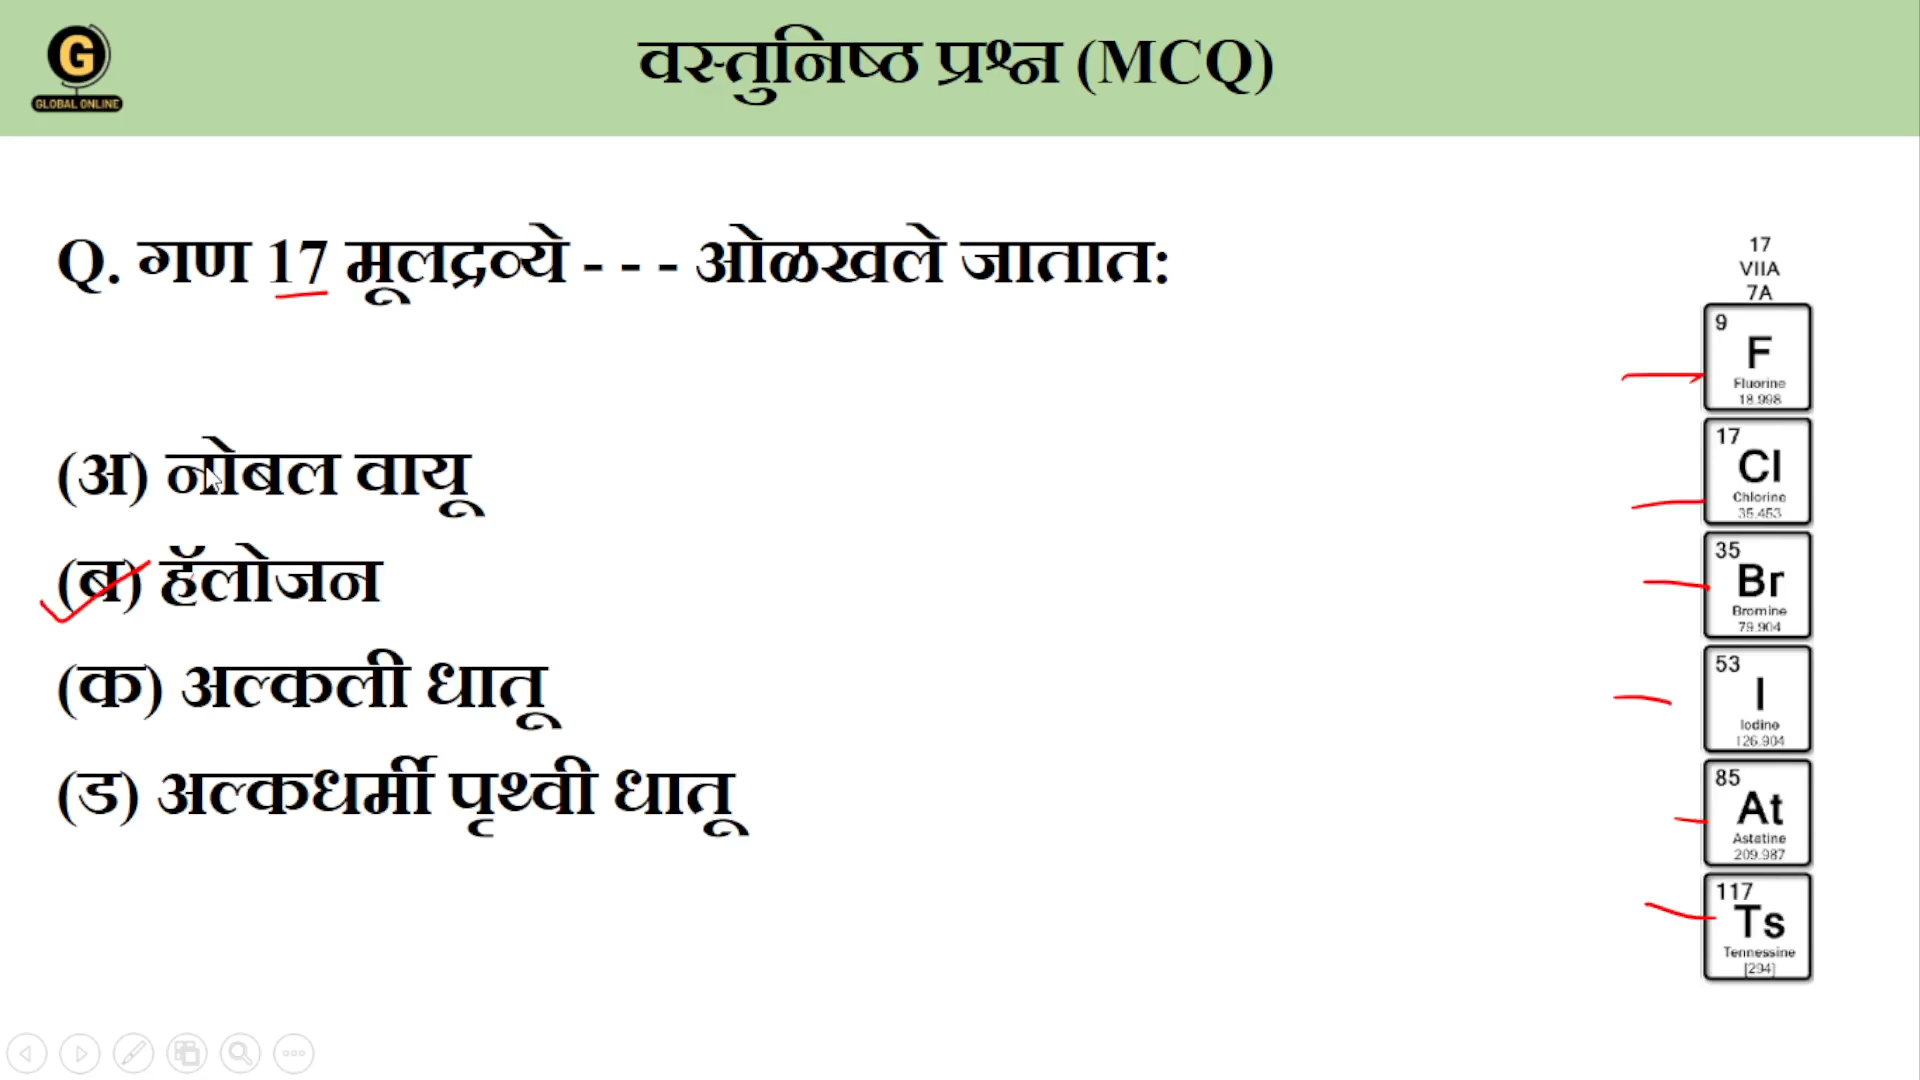 G
GLOBAL ONLINE
वस्तुनिष्ठ प्रश्न (MCQ)
Q. गण 17 मूलद्रव्ये - - - ओळखले जातात:
(अ) नोबल वायू
(ब) हॅलोजन
(क) अल्कली धातू
(ड) अल्कधर्मी पृथ्वी धातू
17
VIIA
7A
9
F
Fluorine
18.998
17
Cl
Chlorine
35.453
35
Br
Bromine
79.904
53
I
Iodine
126.904
85
At
Astatine
209.987
117
Ts
Tennessine
[294]